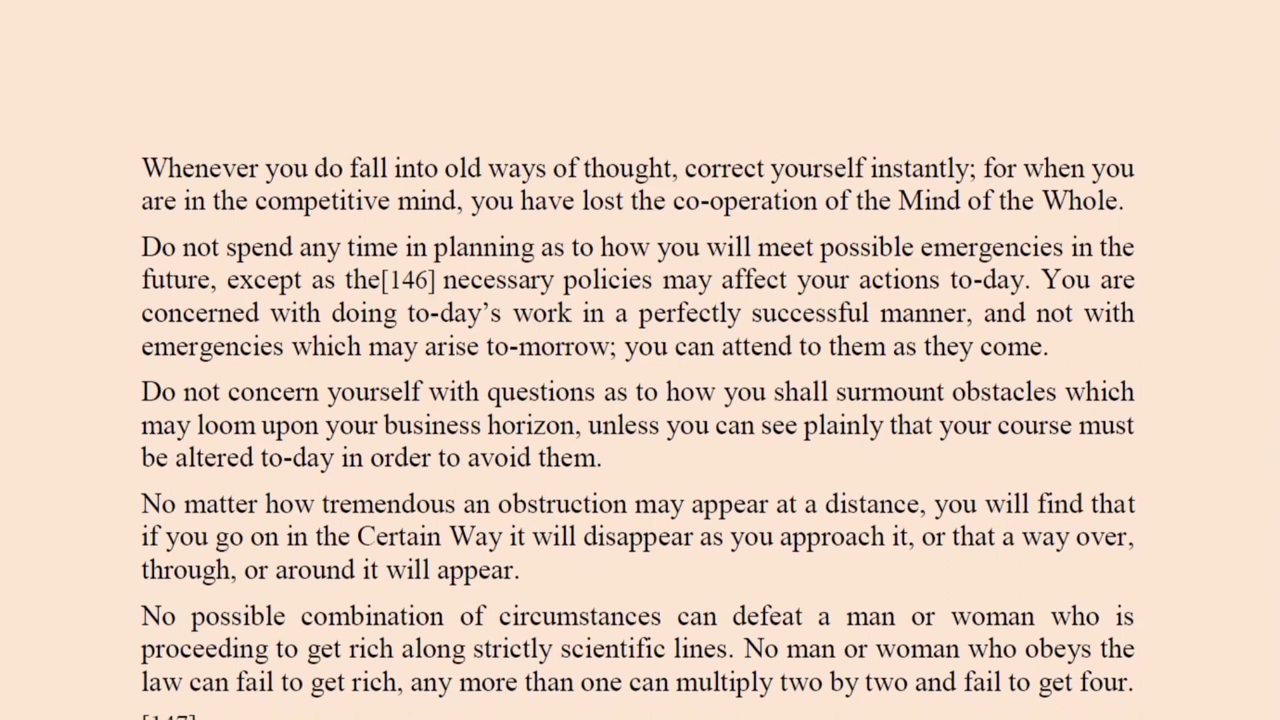 Whenever you do fall into old ways of thought, correct yourself instantly; for when you
are in the competitive mind, you have lost the co-operation of the Mind of the Whole.
Do not spend any time in planning as to how you will meet possible emergencies in the
future, except as the[146] necessary policies may affect your actions to-day. You are
concerned with doing to-day’s work in a perfectly successful manner, and not with
emergencies which may arise to-morrow; you can attend to them as they come.
Do not concern yourself with questions as to how you shall surmount obstacles which
may loom upon your business horizon, unless you can see plainly that your course must
be altered to-day in order to avoid them.
No matter how tremendous an obstruction may appear at a distance, you will find that
if you go on in the Certain Way it will disappear as you approach it, or that a way over,
through, or around it will appear.
No possible combination of circumstances can defeat a man or woman who is
proceeding to get rich along strictly scientific lines. No man or woman who obeys the
law can fail to get rich, any more than one can multiply two by two and fail to get four.
[147]